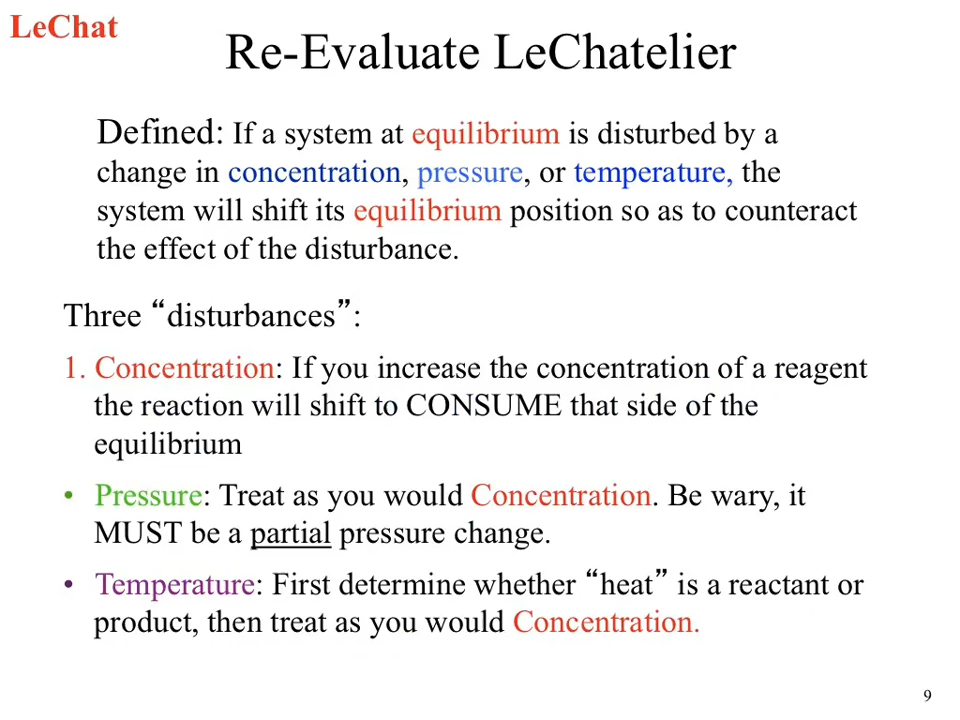 LeChat
Re-Evaluate LeChatelier
Defined: If a system at equilibrium is disturbed by a
change in concentration, pressure, or temperature, the
system will shift its equilibrium position so as to counteract
the effect of the disturbance.
Three “disturbances”:
1. Concentration: If you increase the concentration of a reagent
the reaction will shift to CONSUME that side of the
equilibrium
• Pressure: Treat as you would Concentration. Be wary, it
MUST be a partial pressure change.
• Temperature: First determine whether “heat” is a reactant or
product, then treat as you would Concentration.
9